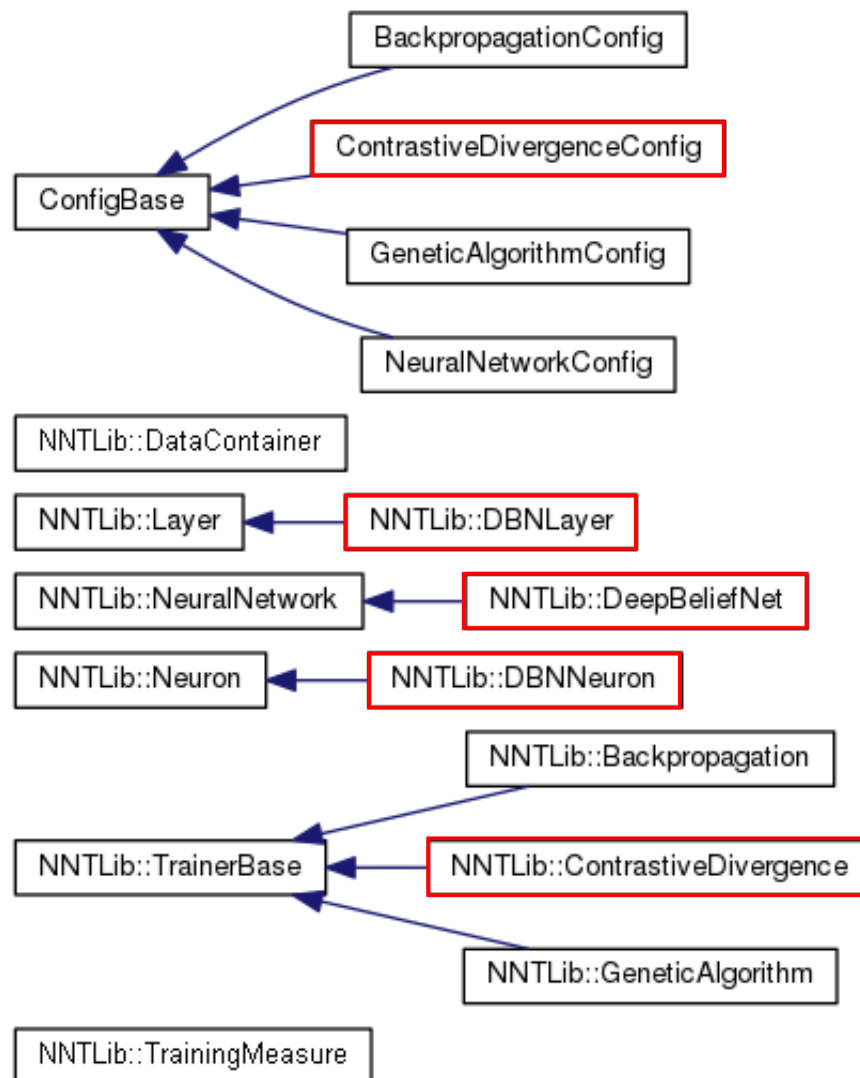 BackpropagationConfig
ContrastiveDivergenceConfig
ConfigBase
GeneticAlgorithmConfig
NeuralNetworkConfig
NNTLib::DataContainer
NNTLib::Layer
NNTLib::DBNLayer
NNTLib::NeuralNetwork
NNTLib::DeepBeliefNet
NNTLib::Neuron
NNTLib::DBNNeuron
NNTLib::Backpropagation
NNTLib::TrainerBase
NNTLib::ContrastiveDivergence
NNTLib::GeneticAlgorithm
NNTLib::TrainingMeasure